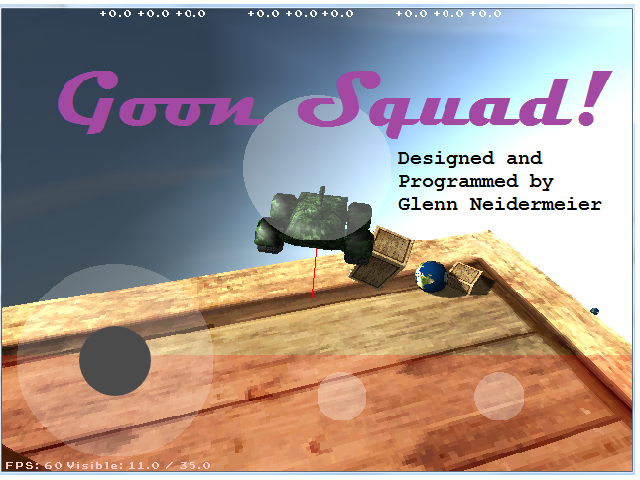 +0.0 +0.0 +0.0 +0.0 +0.0 +0.0 +0.0 +0.0 +0.0
Goon Squad!
Designed and
Programmed by
Glenn Neidermeier
FPS: 60 Visible: 11.0 / 35.0